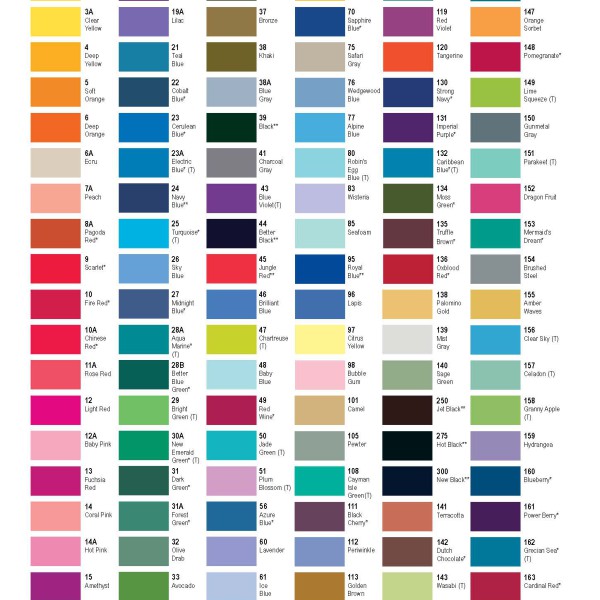 3A
Clear
Yellow
4
Deep
Yellow
5
Soft
Orange
6
Deep
Orange
6A
Ecru
7A
Peach
8A
Pagoda
Red*
9
Scarlet*
10
Fire Red*
10A
Chinese
Red*
11A
Rose Red
12
Light Red
12A
Baby Pink
13
Fuchsia
Red
14
Coral Pink
14A
Hot Pink
15
Amethyst
19A
Lilac
21
Teal
Blue
22
Cobalt
Blue*
23
Cerulean
Blue*
23A
Electric
Blue* (T)
24
Navy
Blue**
25
Turquoise*
(T)
26
Sky
Blue
27
Midnight
Blue*
28A
Aqua
Marine*
(T)
28B
Better
Blue
Green*
29
Bright
Green (T)
30A
New
Emerald
Green* (T)
31
Dark
Green*
31A
Forest
Green*
32
Olive
Drab
33
Avocado
37
Bronze
38
Khaki
38A
Blue
Gray
39
Black**
41
Charcoal
Gray
43
Blue
Violet(T)
44
Better
Black**
45
Jungle
Red**
46
Brilliant
Blue
47
Chartreuse
(T)
48
Baby
Blue
49
Red
Wine*
50
Jade
Green (T)
51
Plum
Blossom (T)
56
Azure
Blue*
60
Lavender
61
Ice
Blue
70
Sapphire
Blue*
75
Safari
Gray
76
Wedgewood
Blue
77
Alpine
Blue
80
Robin's
Egg
Blue (T)
83
Wisteria
85
Seafoam
95
Royal
Blue**
96
Lapis
97
Citrus
Yellow
98
Bubble
Gum
101
Camel
105
Pewter
108
Cayman
Isle
Green(T)
111
Black
Cherry*
112
Periwinkle
113
Golden
Brown
119
Red
Violet
120
Tangerine
130
Strong
Navy*
131
Imperial
Purple*
132
Caribbean
Blue*(T)
134
Moss
Green*
135
Truffle
Brown*
136
Oxblood
Red*
138
Palomino
Gold
139
Mist
Gray
140
Sage
Green
250
Jet Black**
275
Hot Black**
300
New Black**
141
Terracotta
142
Dutch
Chocolate*
143
Wasabi (T)
147
Orange
Sorbet
148
Pomegranate*
149
Lime
Squeeze (T)
150
Gunmetal
Gray
151
Parakeet (T)
152
Dragon Fruit
153
Mermaid's
Dream*
154
Brushed
Steel
155
Amber
Waves
156
Clear Sky (T)
157
Celadon (T)
158
Granny Apple
(T)
159
Hydrangea
160
Blueberry*
161
Power Berry*
162
Grecian Sea*
(T)
163
Cardinal Red*